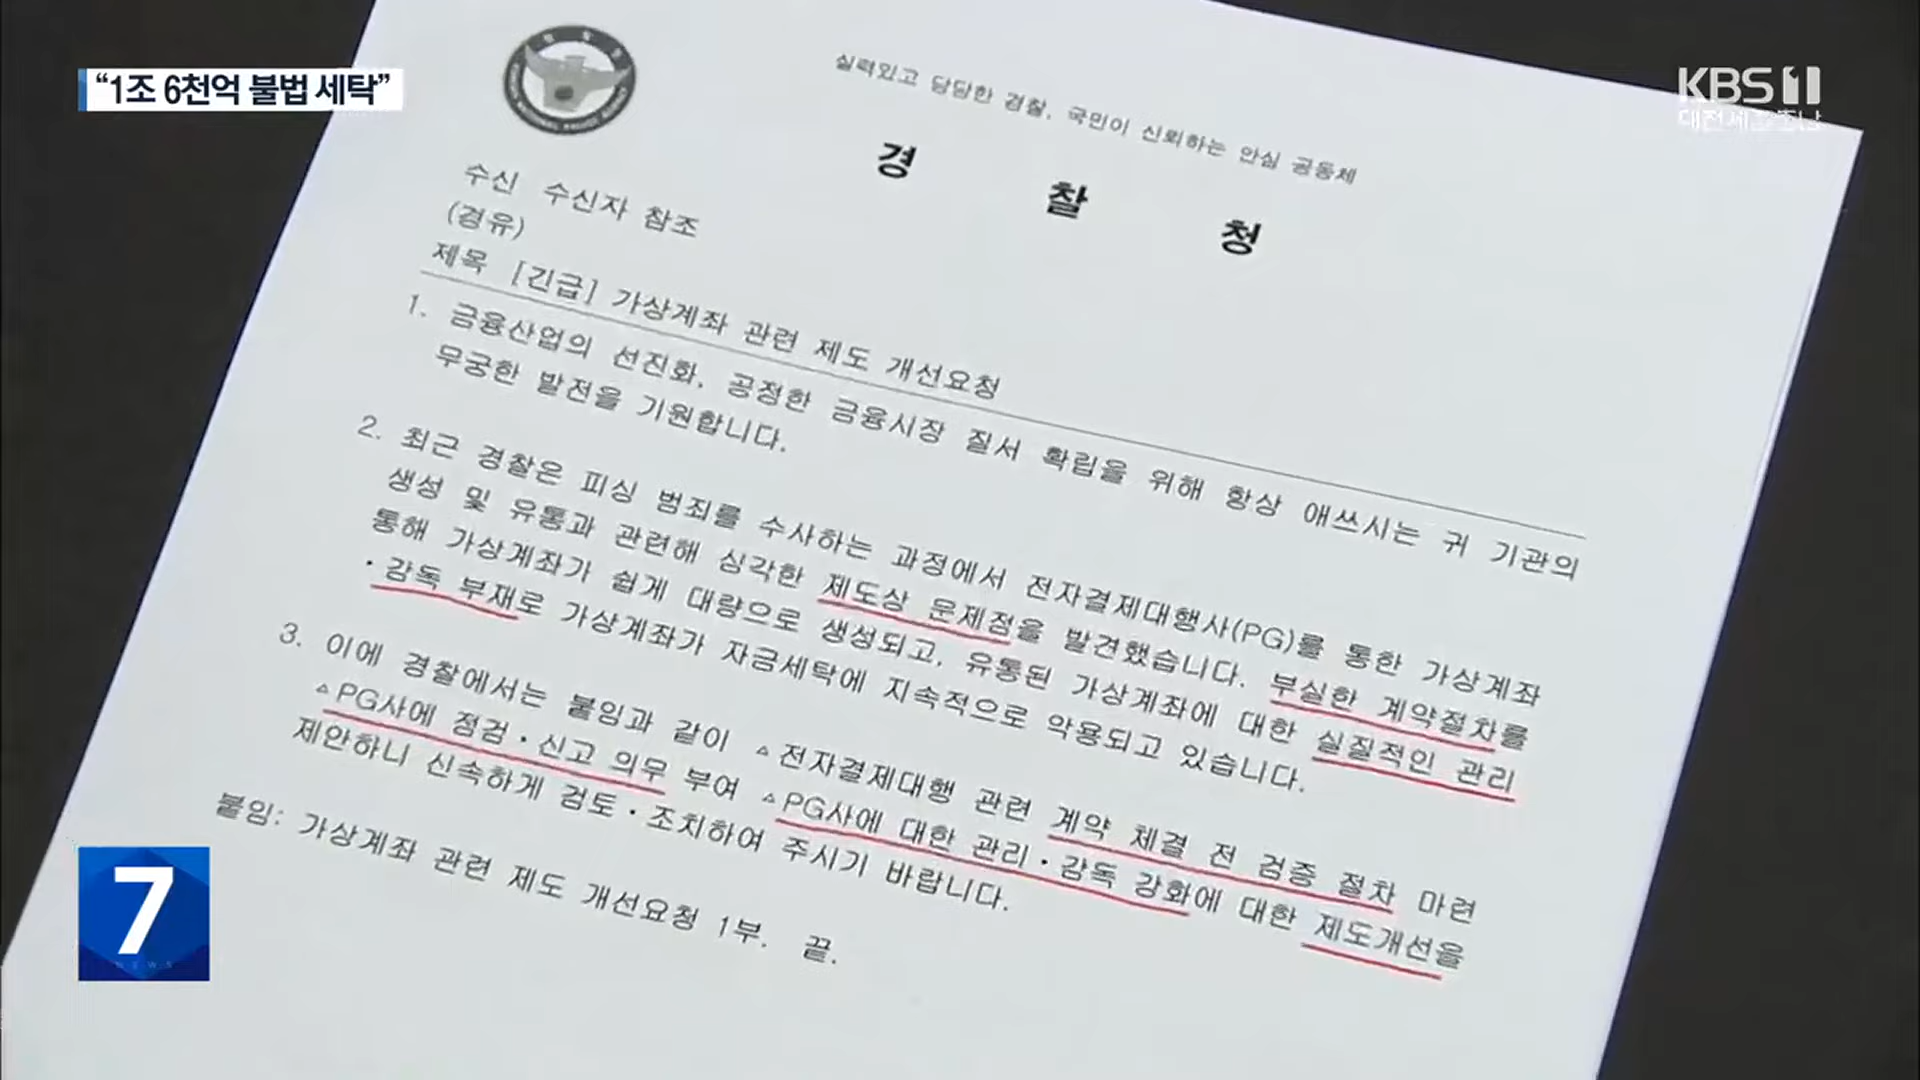 “1조 6천억 불법 세탁”
KBS 1
대전세종충남
실력있고 당당한 경찰, 국민이 신뢰하는 안심 공동체
경 찰 청
수신 수신자 참조
(경유)
제목 [긴급] 가상계좌 관련 제도 개선요청
1. 금융산업의 선진화, 공정한 금융시장 질서 확립을 위해 항상 애쓰시는 귀 기관의
무궁한 발전을 기원합니다.
2. 최근 경찰은 피싱 범죄를 수사하는 과정에서 전자결제대행사(PG)를 통한 가상계좌
생성 및 유통과 관련해 심각한 제도상 문제점을 발견했습니다. 부실한 계약절차를
통해 가상계좌가 쉽게 대량으로 생성되고, 유통된 가상계좌에 대한 실질적인 관리
·감독 부재로 가상계좌가 자금세탁에 지속적으로 악용되고 있습니다.
3. 이에 경찰에서는 붙임과 같이 △전자결제대행 관련 계약 체결 전 검증 절차 마련
△PG사에 점검·신고 의무 부여 △PG사에 대한 관리·감독 강화에 대한 제도개선을
제안하니 신속하게 검토·조치하여 주시기 바랍니다.
붙임: 가상계좌 관련 제도 개선요청 1부. 끝.
7
NEWS